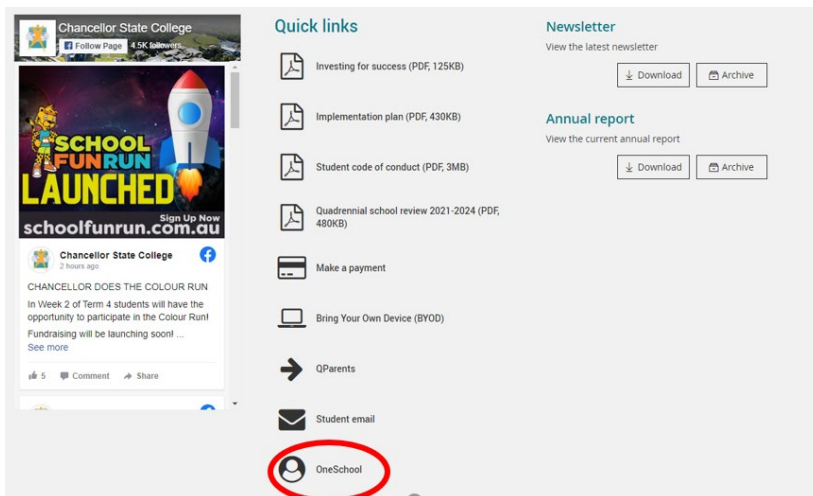 Chancellor State College
Follow Page
4.5K followers
SCHOOL
FUN RUN
LAUNCHED
Sign Up Now
schoolfunrun.com.au
Chancellor State College
2 hours ago
CHANCELLOR DOES THE COLOUR RUN
In Week 2 of Term 4 students will have the
opportunity to participate in the Colour Run!
Fundraising will be launching soon! ...
See more
5 Comment Share
Quick links
Investing for success (PDF, 125KB)
Implementation plan (PDF, 430KB)
Student code of conduct (PDF, 3MB)
Quadrennial school review 2021-2024 (PDF,
480KB)
Make a payment
Bring Your Own Device (BYOD)
QParents
Student email
OneSchool
Newsletter
View the latest newsletter
Download Archive
Annual report
View the current annual report
Download Archive